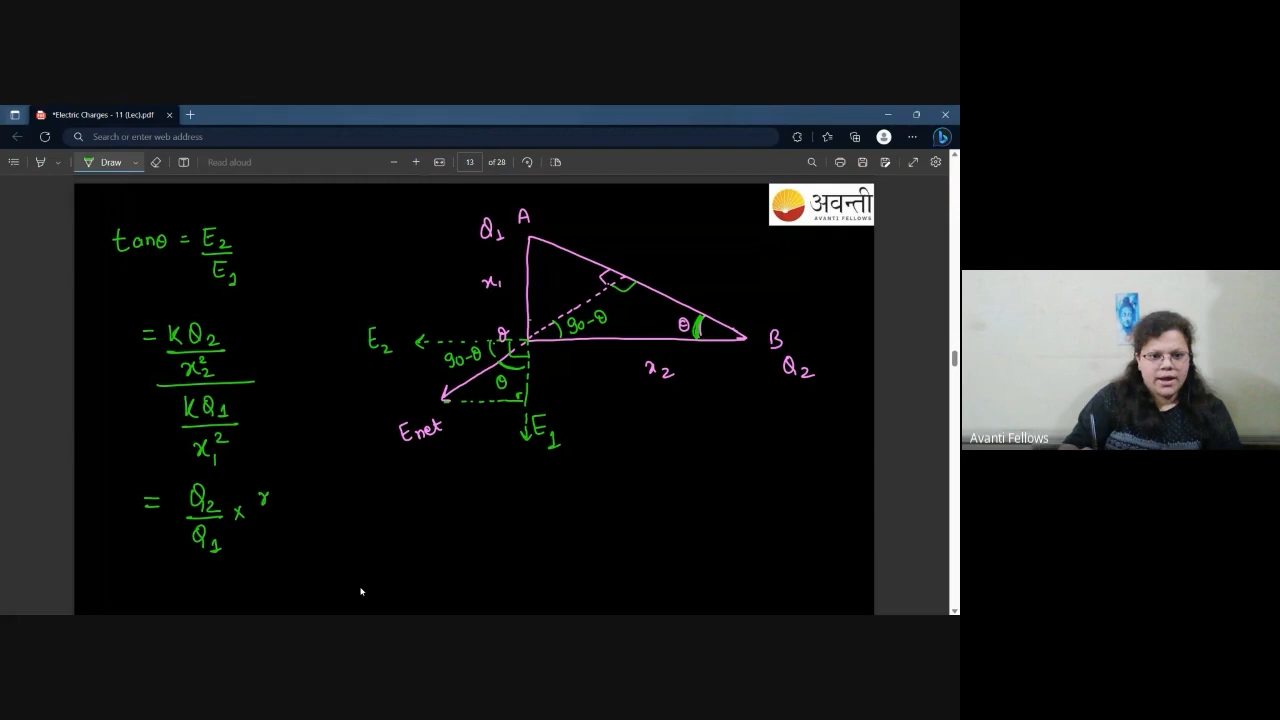 *Electric Charges - 11 (Lec).pdf
Search or enter web address
Draw
Read aloud
13 of 28
अवन्ती
AVANTI FELLOWS
tanθ = E₂/E₁
= kQ₂/x₂²
kQ₁/x₁²
= Q₂/Q₁ ×
Q₁ A
x₁
E₂
90-θ
θ
B
90-θ
Q₂
x₂
θ
Enet
E₁
Avanti Fellows